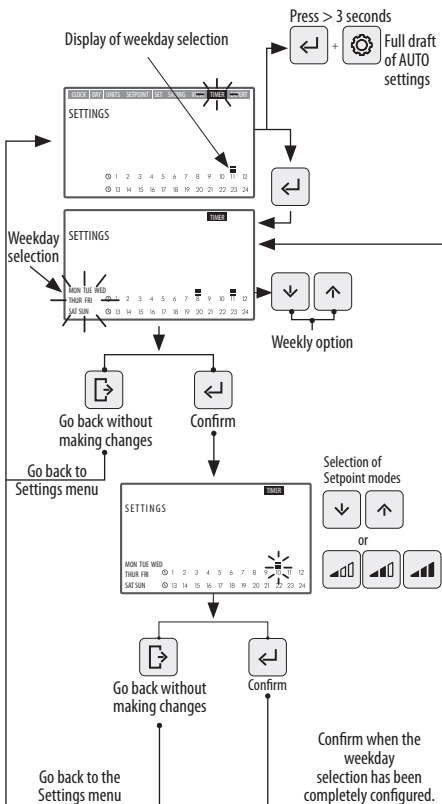 Press > 3 seconds
Display of weekday selection
+
Full draft
of AUTO
settings
CLOCK DAY UNITS SETPOINT SET TIMER
SETTINGS
1 2 3 4 5 6 7 8 9 10 11 12
13 14 15 16 17 18 19 20 21 22 23 24
TIMER
SETTINGS
Weekday
selection
MON TUE WED
THUR FRI 1 2 3 4 5 6 7 8 9 10 11 12
SAT SUN 13 14 15 16 17 18 19 20 21 22 23 24
Weekly option
Go back without
making changes
Confirm
Go back to
Settings menu
TIMER
SETTINGS
Selection of
Setpoint modes
or
MON TUE WED
THUR FRI 1 2 3 4 5 6 7 8 9 10 11 12
SAT SUN 13 14 15 16 17 18 19 20 21 22 23 24
Go back without
making changes
Confirm
Go back to the
Settings menu
Confirm when the
weekday
selection has been
completely configured.